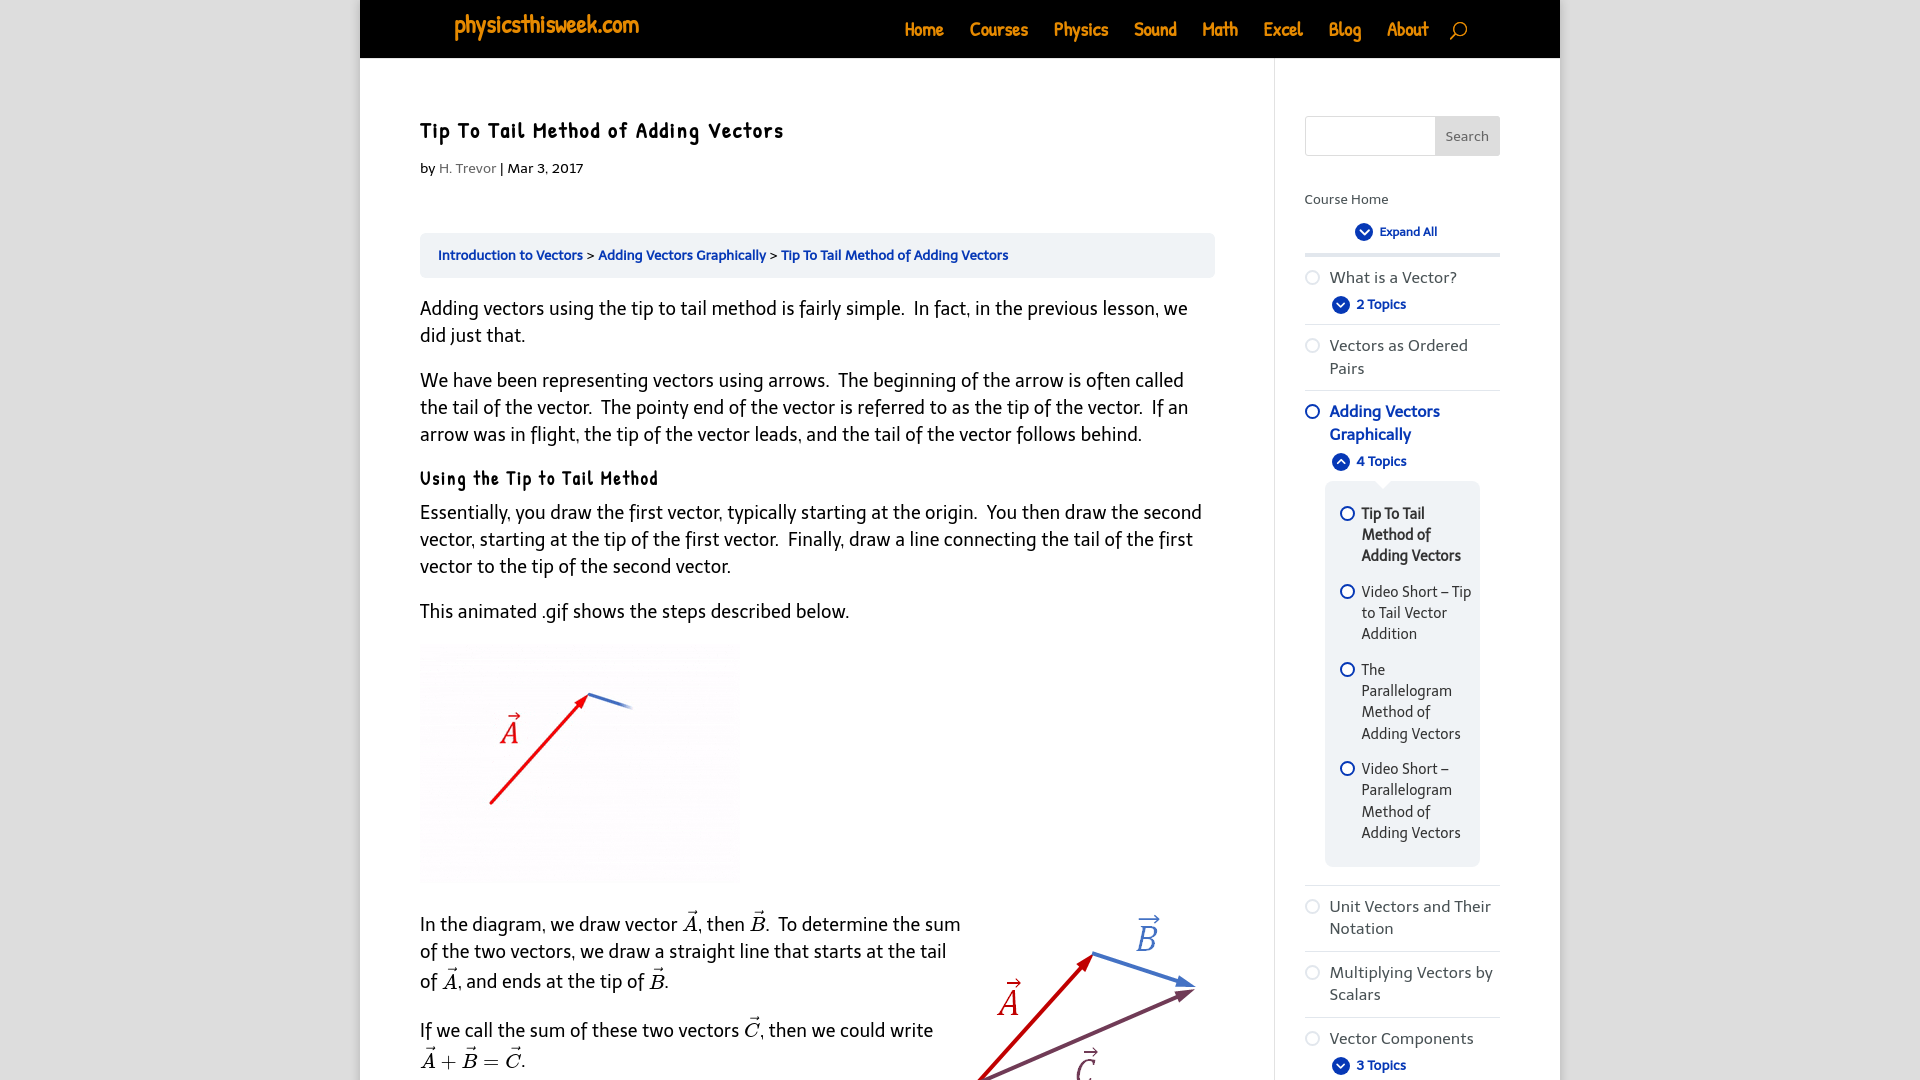 physicsthisweek.com
Home Courses Physics Sound Math Excel Blog About
Tip To Tail Method of Adding Vectors
by H. Trevor | Mar 3, 2017
Introduction to Vectors > Adding Vectors Graphically > Tip To Tail Method of Adding Vectors
Adding vectors using the tip to tail method is fairly simple.  In fact, in the previous lesson, we
did just that.
We have been representing vectors using arrows.  The beginning of the arrow is often called
the tail of the vector.  The pointy end of the vector is referred to as the tip of the vector.  If an
arrow was in flight, the tip of the vector leads, and the tail of the vector follows behind.
Using the Tip to Tail Method
Essentially, you draw the first vector, typically starting at the origin.  You then draw the second
vector, starting at the tip of the first vector.  Finally, draw a line connecting the tail of the first
vector to the tip of the second vector.
This animated .gif shows the steps described below.
A⃗
In the diagram, we draw vector A⃗, then B⃗.  To determine the sum
of the two vectors, we draw a straight line that starts at the tail
of A⃗, and ends at the tip of B⃗.
If we call the sum of these two vectors C⃗, then we could write
A⃗ + B⃗ = C⃗.
B⃗
A⃗
C⃗
Search
Course Home
Expand All
What is a Vector?
2 Topics
Vectors as Ordered
Pairs
Adding Vectors
Graphically
4 Topics
Tip To Tail
Method of
Adding Vectors
Video Short – Tip
to Tail Vector
Addition
The
Parallelogram
Method of
Adding Vectors
Video Short –
Parallelogram
Method of
Adding Vectors
Unit Vectors and Their
Notation
Multiplying Vectors by
Scalars
Vector Components
3 Topics